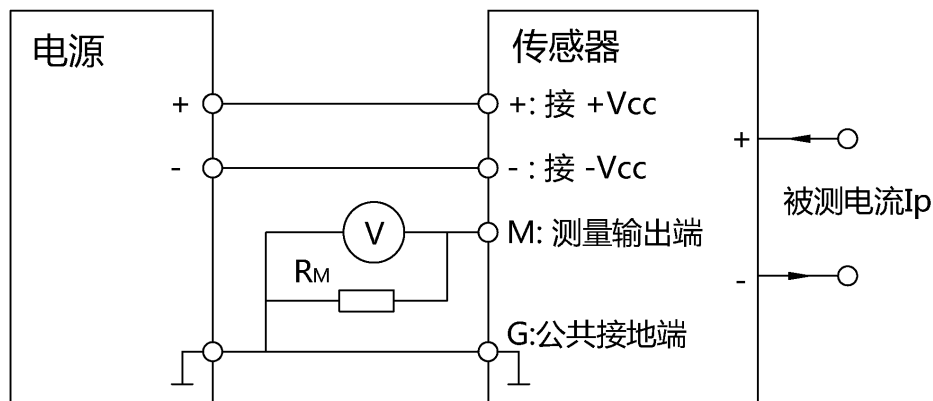 电源
传感器
+
+: 接 +Vcc
+
-
- : 接 -Vcc
被测电流Ip
V
M: 测量输出端
RM
-
G:公共接地端